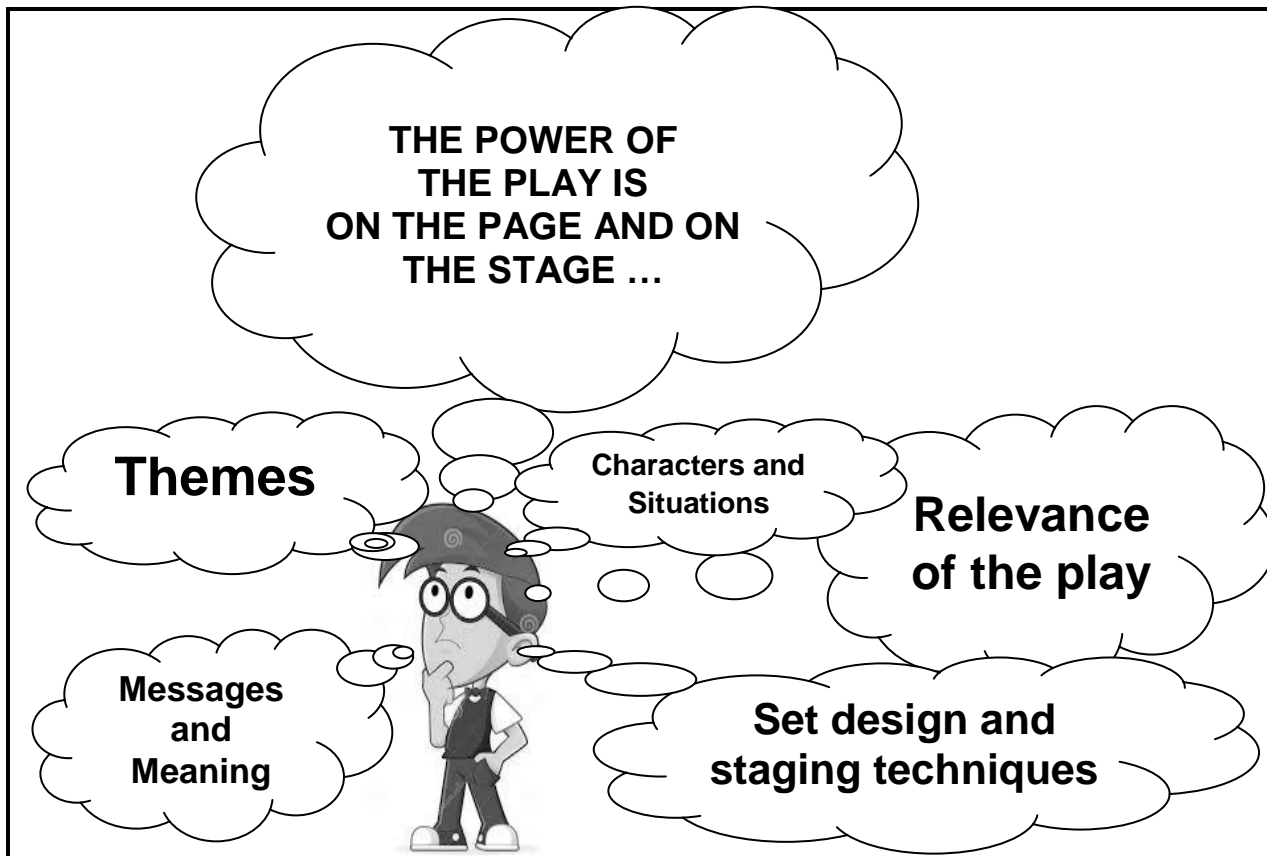 THE POWER OF
THE PLAY IS
ON THE PAGE AND ON
THE STAGE …
Themes
Characters and
Situations
Relevance
of the play
Messages
and
Meaning
Set design and
staging techniques